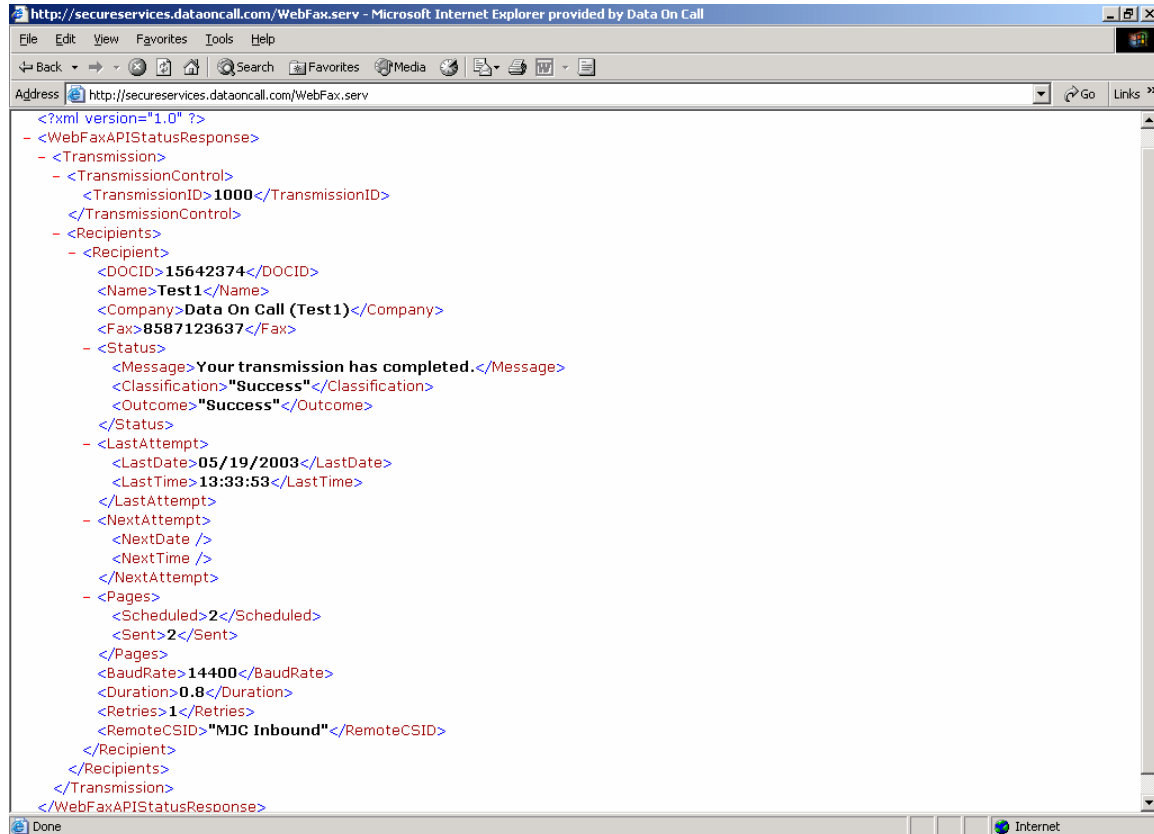 http://secureservices.dataoncall.com/WebFax.serv - Microsoft Internet Explorer provided by Data On Call
File Edit View Favorites Tools Help
Back Search Favorites Media
Address http://secureservices.dataoncall.com/WebFax.serv Go Links »
<?xml version="1.0" ?>
- <WebFaxAPIStatusResponse>
- <Transmission>
- <TransmissionControl>
<TransmissionID>1000</TransmissionID>
</TransmissionControl>
- <Recipients>
- <Recipient>
<DOCID>15642374</DOCID>
<Name>Test1</Name>
<Company>Data On Call (Test1)</Company>
<Fax>8587123637</Fax>
- <Status>
<Message>Your transmission has completed.</Message>
<Classification>"Success"</Classification>
<Outcome>"Success"</Outcome>
</Status>
- <LastAttempt>
<LastDate>05/19/2003</LastDate>
<LastTime>13:33:53</LastTime>
</LastAttempt>
- <NextAttempt>
<NextDate />
<NextTime />
</NextAttempt>
- <Pages>
<Scheduled>2</Scheduled>
<Sent>2</Sent>
</Pages>
<BaudRate>14400</BaudRate>
<Duration>0.8</Duration>
<Retries>1</Retries>
<RemoteCSID>"MJC Inbound"</RemoteCSID>
</Recipient>
</Recipients>
</Transmission>
</WebFaxAPIStatusResponse>
Done Internet